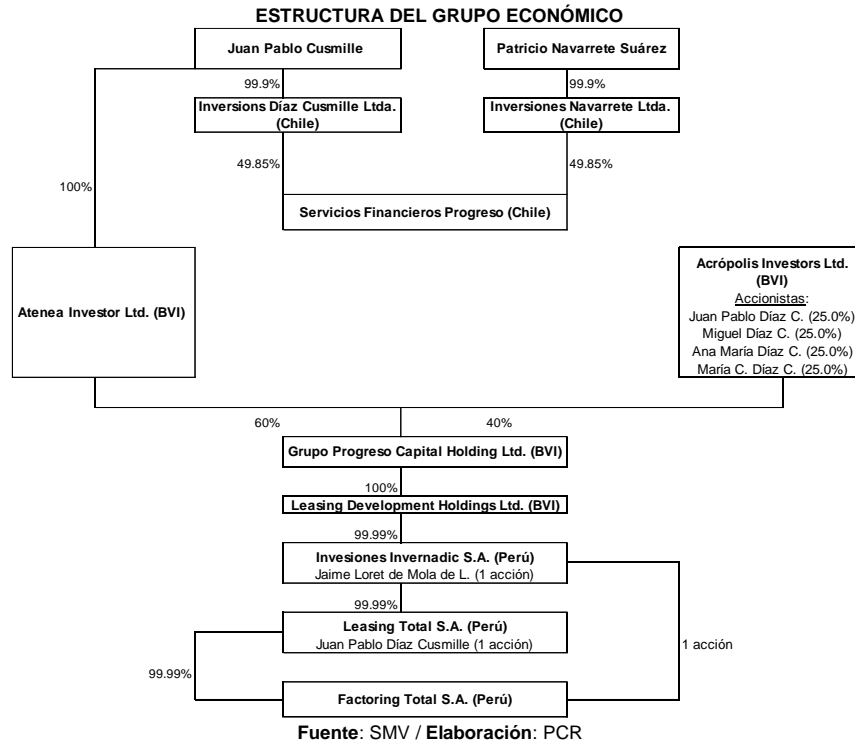 ESTRUCTURA DEL GRUPO ECONÓMICO
Juan Pablo Cusmille
Patricio Navarrete Suárez
99.9%
99.9%
Inversions Díaz Cusmille Ltda.
(Chile)
Inversiones Navarrete Ltda.
(Chile)
49.85%
49.85%
100%
Servicios Financieros Progreso (Chile)
Atenea Investor Ltd. (BVI)
Acrópolis Investors Ltd.
(BVI)
Accionistas:
Juan Pablo Díaz C. (25.0%)
Miguel Díaz C. (25.0%)
Ana María Díaz C. (25.0%)
María C. Díaz C. (25.0%)
60%
40%
Grupo Progreso Capital Holding Ltd. (BVI)
100%
Leasing Development Holdings Ltd. (BVI)
99.99%
Invesiones Invernadic S.A. (Perú)
Jaime Loret de Mola de L. (1 acción)
99.99%
Leasing Total S.A. (Perú)
Juan Pablo Díaz Cusmille (1 acción)
1 acción
99.99%
Factoring Total S.A. (Perú)
Fuente: SMV / Elaboración: PCR